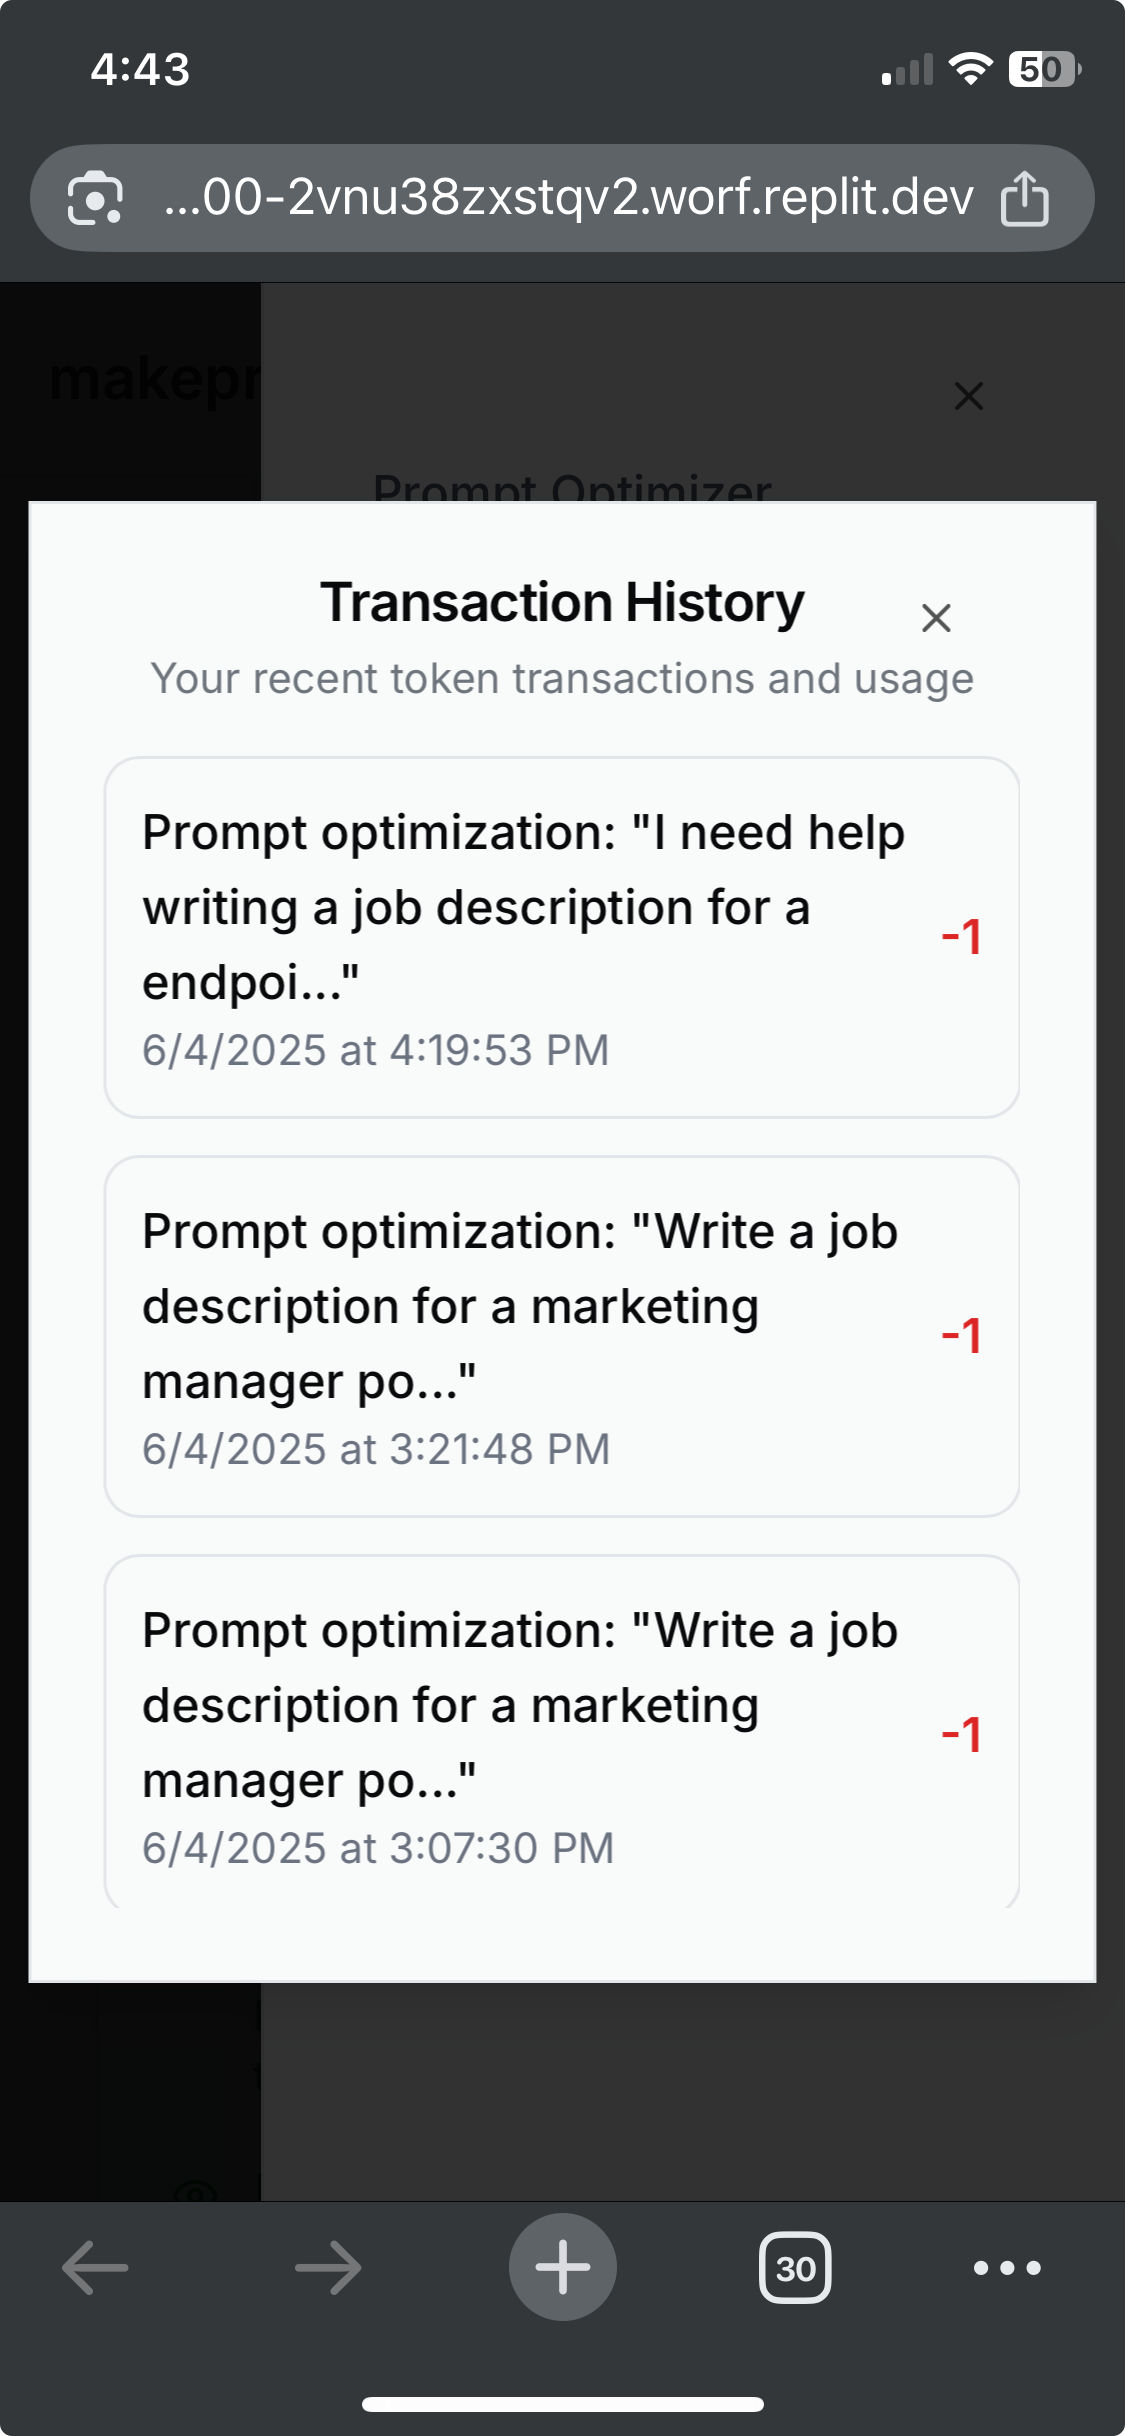 4:43
50
...00-2vnu38zxstqv2.worf.replit.dev
makepr
Prompt Optimizer
Transaction History
Your recent token transactions and usage
Prompt optimization: "I need help
writing a job description for a
endpoi..."
-1
6/4/2025 at 4:19:53 PM
Prompt optimization: "Write a job
description for a marketing
manager po..."
-1
6/4/2025 at 3:21:48 PM
Prompt optimization: "Write a job
description for a marketing
manager po..."
-1
6/4/2025 at 3:07:30 PM
30